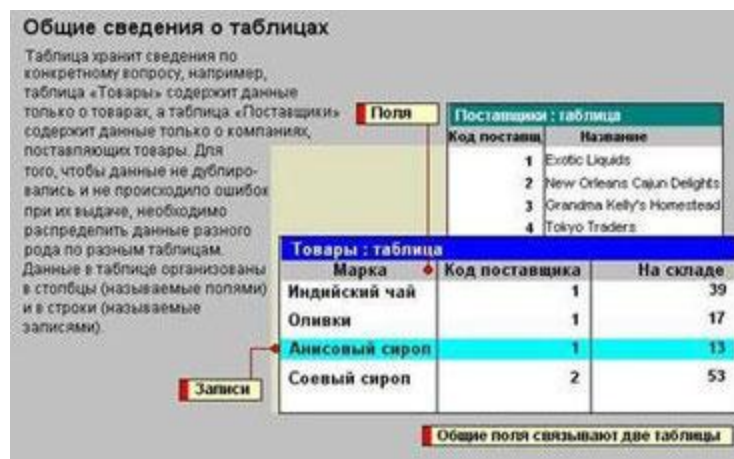 Общие сведения о таблицах
Таблица хранит сведения по
конкретному вопросу, например,
таблица «Товары» содержит данные
только о товарах, а таблица «Поставщики»
содержит данные только о компаниях,
поставляющих товары. Для
того, чтобы данные не дублиро-
вались и не происходило ошибок
при их выдаче, необходимо
распределить данные разного
рода по разным таблицам.
Данные в таблице организованы
в столбцы (называемые полями)
и в строки (называемые
записями).
Поля
Поставщики : таблица
Код поставщ Название
1 Exotic Liquids
2 New Orleans Cajun Delights
3 Grandma Kelly's Homestead
4 Tokyo Traders
Товары : таблица
Марка Код поставщика На складе
Индийский чай 1 39
Оливки 1 17
Анисовый сироп 1 13
Соевый сироп 2 53
Записи
Общие поля связывают две таблицы